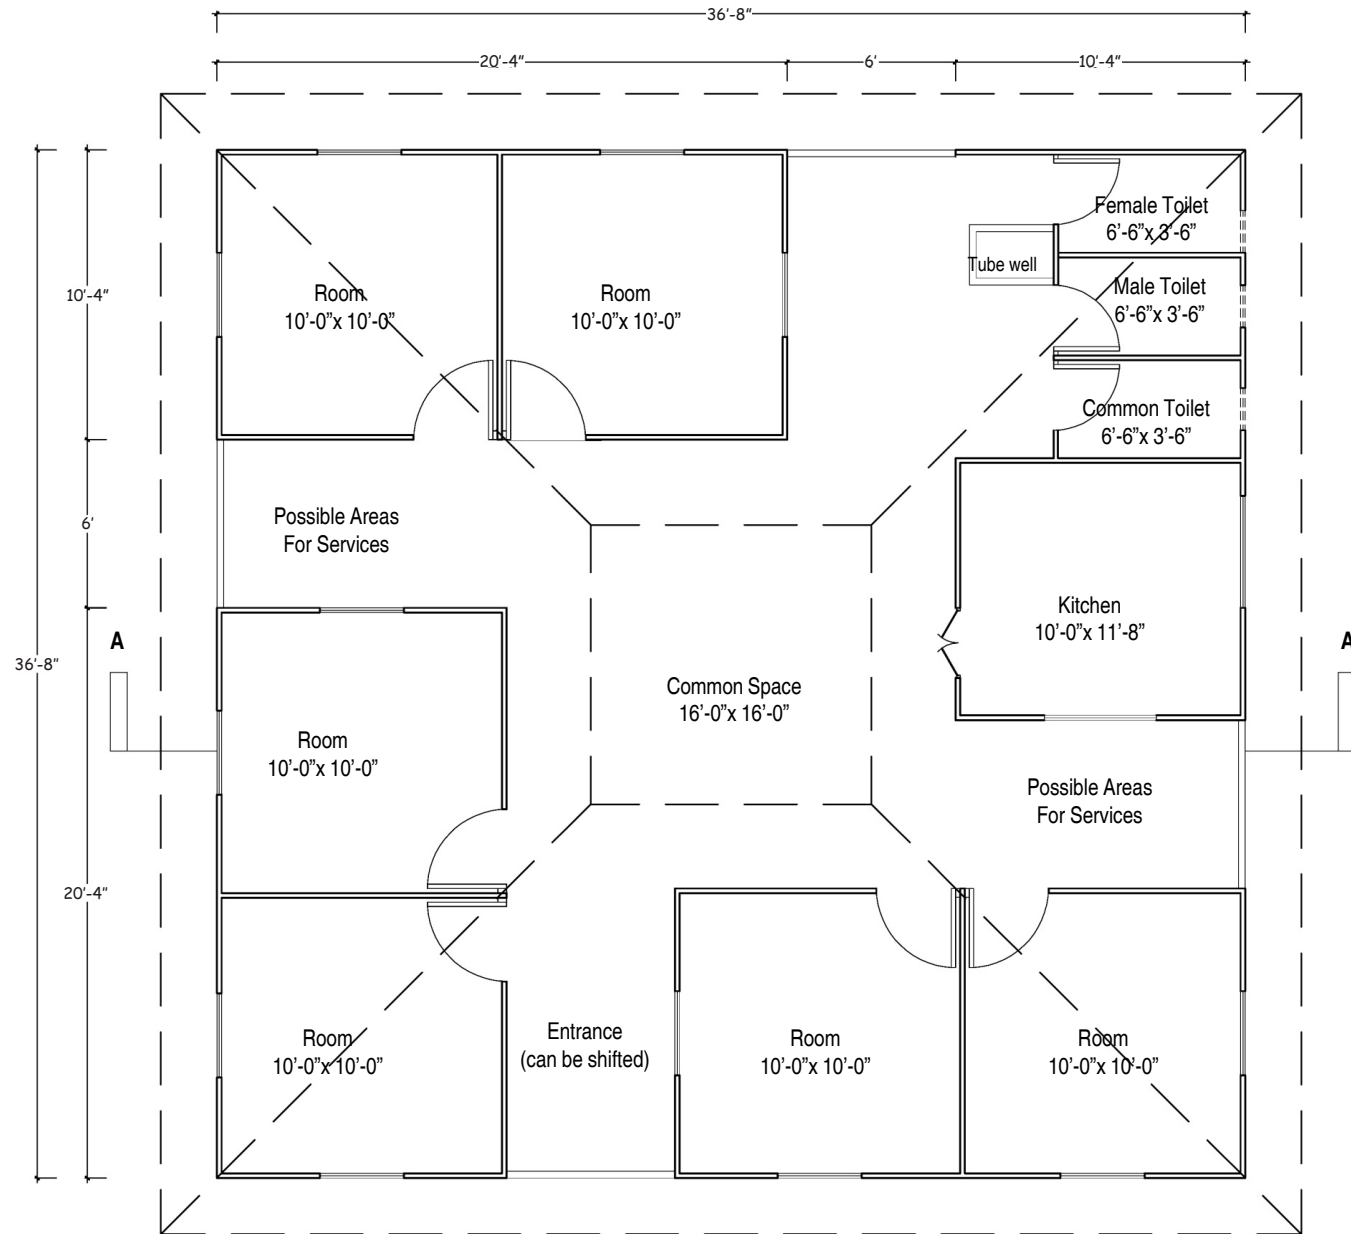 36'-8"
20'-4"
6'
10'-4"
Female Toilet
6'-6"x 3'-6"
Tube well
Male Toilet
6'-6"x 3'-6"
10'-4"
Room
10'-0"x 10'-0"
Room
10'-0"x 10'-0"
Common Toilet
6'-6"x 3'-6"
6'
Possible Areas
For Services
Kitchen
10'-0"x 11'-8"
A
A
36'-8"
Common Space
16'-0"x 16'-0"
Room
10'-0"x 10'-0"
Possible Areas
For Services
20'-4"
Room
10'-0"x 10'-0"
Entrance
(can be shifted)
Room
10'-0"x 10'-0"
Room
10'-0"x 10'-0"